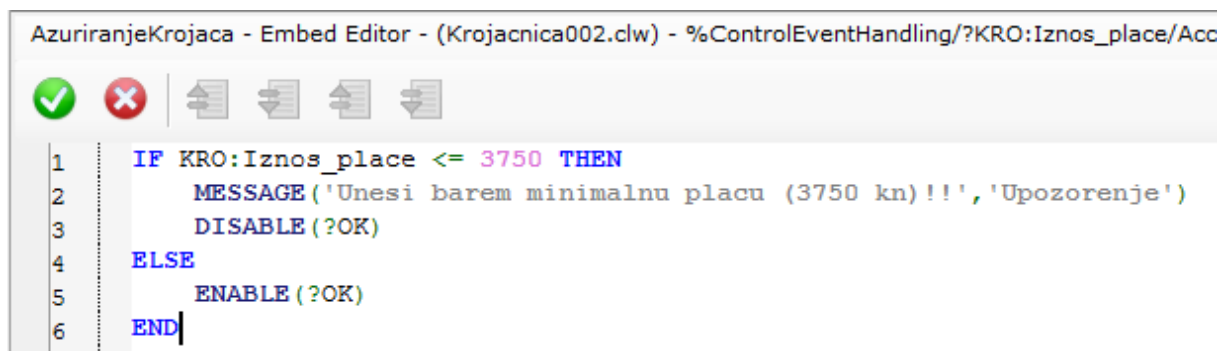 AzuriranjeKrojaca - Embed Editor - (Krojacnica002.clw) - %ControlEventHandling/?KRO:Iznos_place/Acc
1 IF KRO:Iznos_place <= 3750 THEN
2 MESSAGE('Unesi barem minimalnu placu (3750 kn)!!','Upozorenje')
3 DISABLE(?OK)
4 ELSE
5 ENABLE(?OK)
6 END